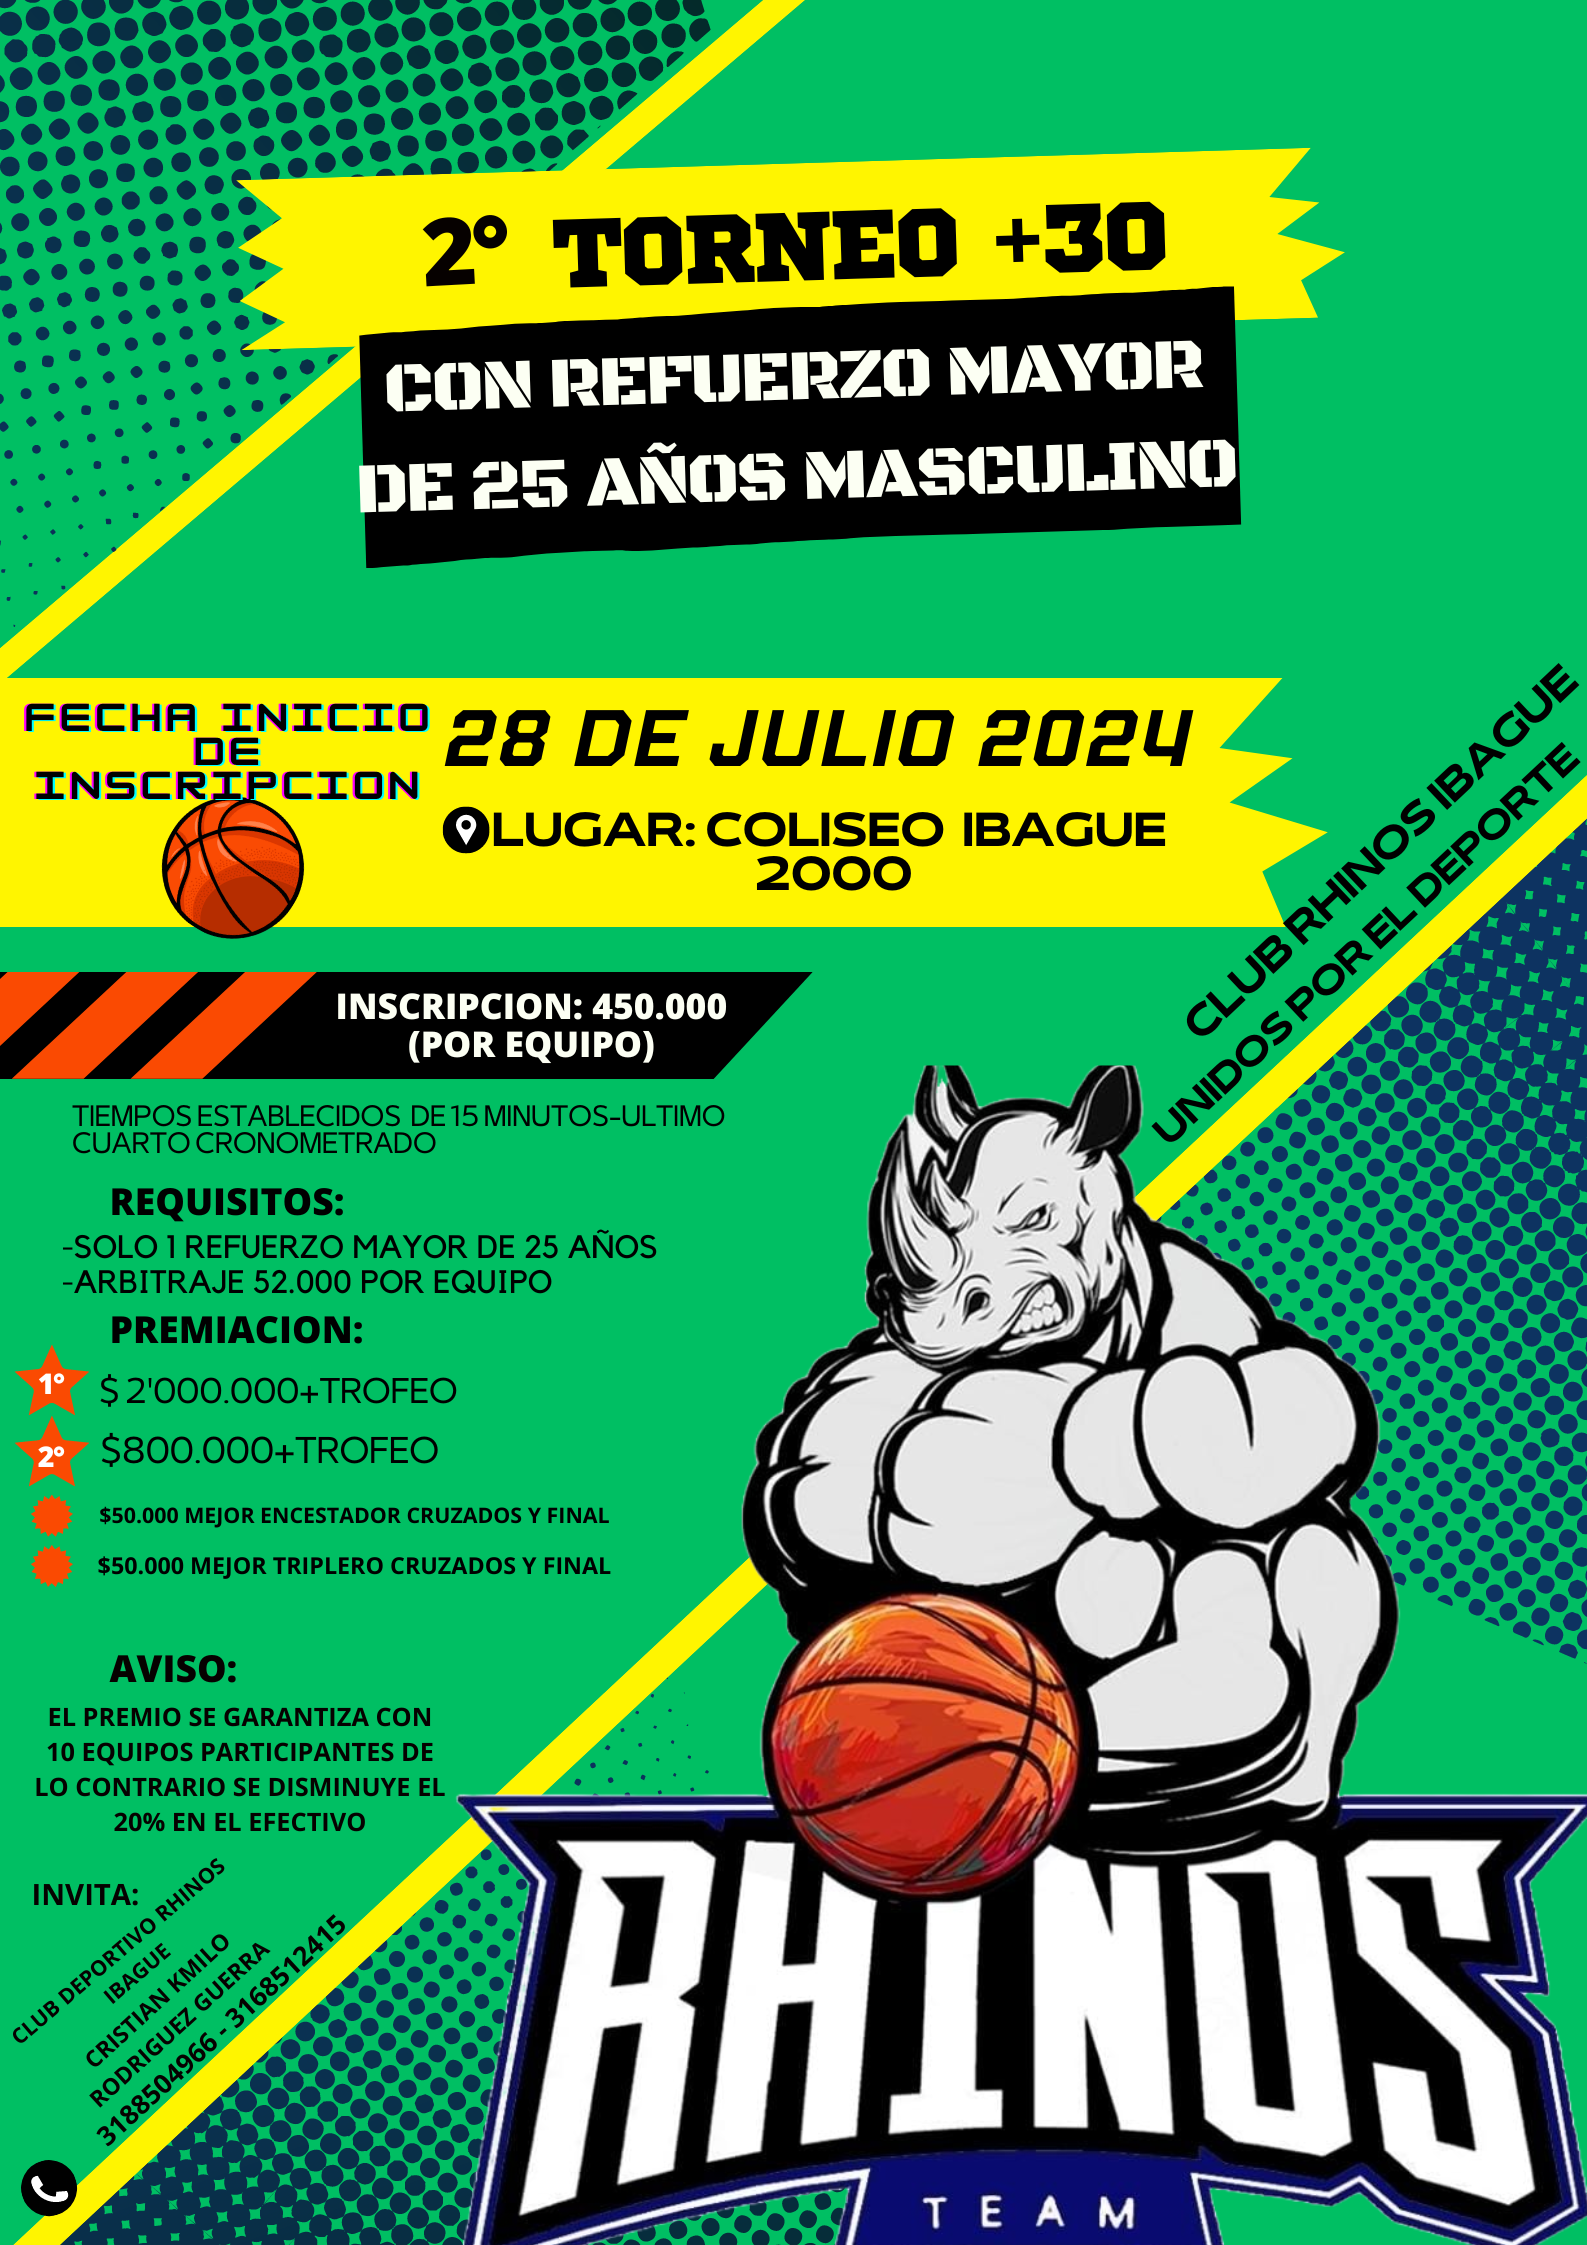 2° TORNEO +30
CON REFUERZO MAYOR
DE 25 AÑOS MASCULINO
FECHA INICIO
DE
INSCRIPCION
28 DE JULIO 2024
LUGAR: COLISEO IBAGUE
2000
CLUB RHINOS IBAGUE
UNIDOS POR EL DEPORTE
INSCRIPCION: 450.000
(POR EQUIPO)
TIEMPOS ESTABLECIDOS DE 15 MINUTOS-ULTIMO
CUARTO CRONOMETRADO
REQUISITOS:
-SOLO 1 REFUERZO MAYOR DE 25 AÑOS
-ARBITRAJE 52.000 POR EQUIPO
PREMIACION:
1° $ 2'000.000+TROFEO
2° $800.000+TROFEO
$50.000 MEJOR ENCESTADOR CRUZADOS Y FINAL
$50.000 MEJOR TRIPLERO CRUZADOS Y FINAL
AVISO:
EL PREMIO SE GARANTIZA CON
10 EQUIPOS PARTICIPANTES DE
LO CONTRARIO SE DISMINUYE EL
20% EN EL EFECTIVO
INVITA:
CLUB DEPORTIVO RHINOS
IBAGUE
CRISTIAN KMILO
RODRIGUEZ GUERRA
3188504966 - 3168512415
RHINOS
TEAM